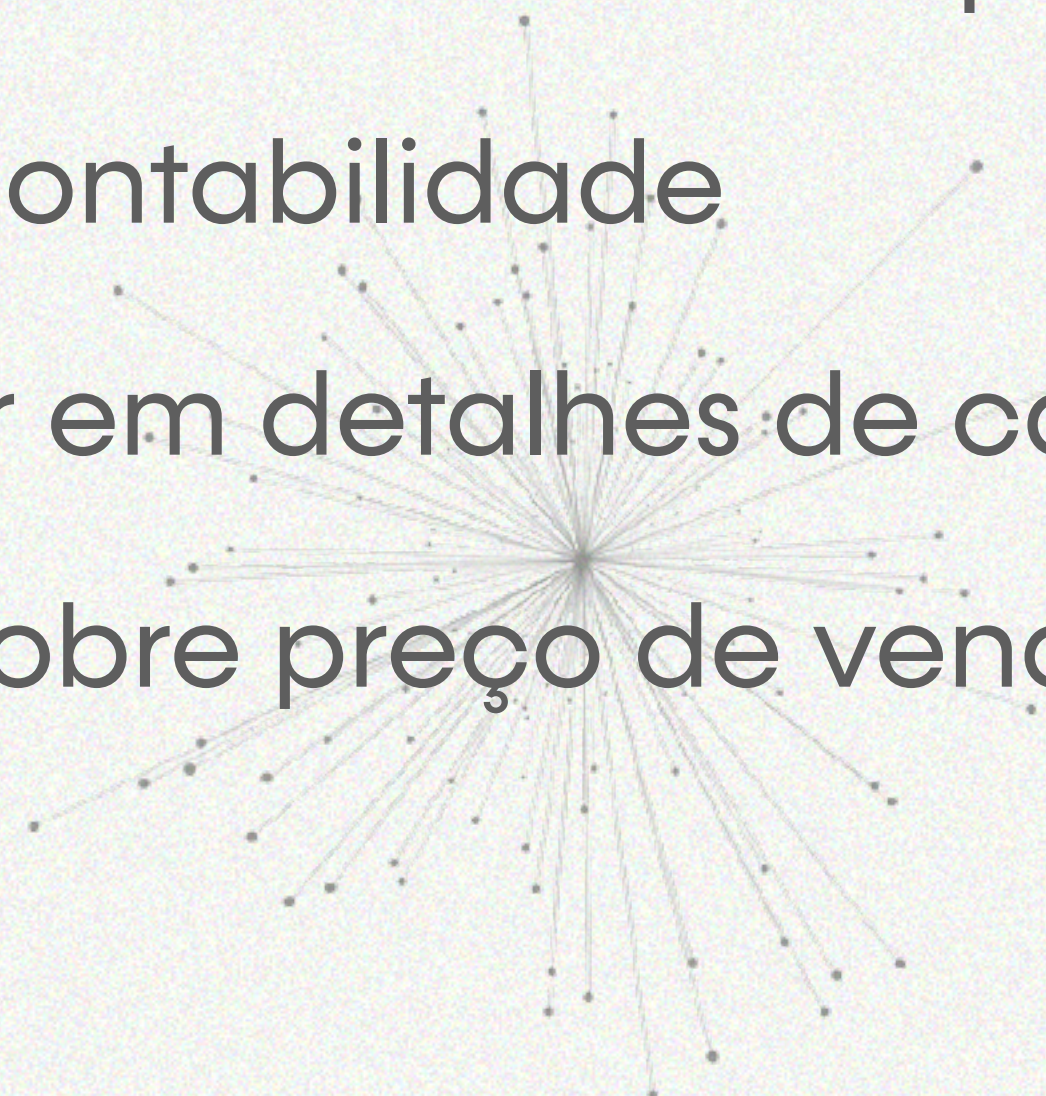 ontabilidade
r em detalhes de co
obre preço de vend